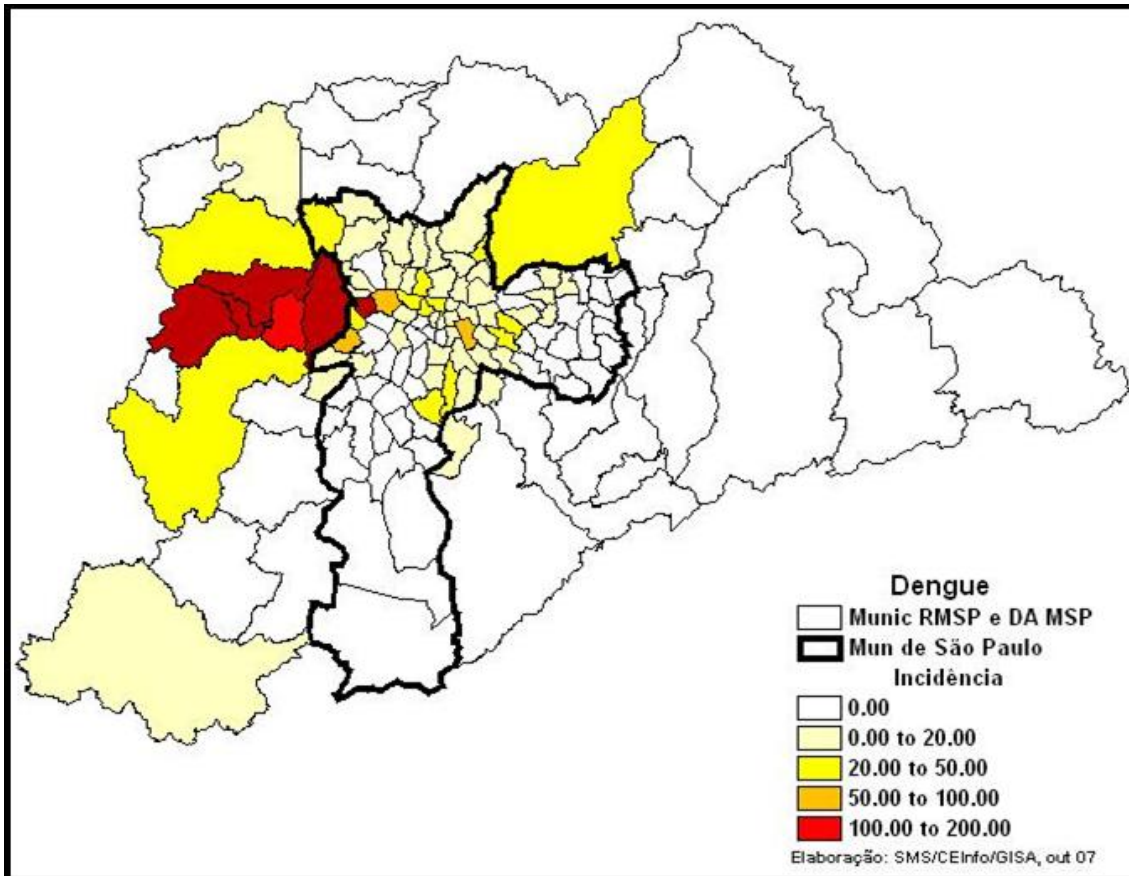 Dengue
Munic RMSP e DA MSP
Mun de São Paulo
Incidência
0.00
0.00 to 20.00
20.00 to 50.00
50.00 to 100.00
100.00 to 200.00
Elaboração: SMS/CEInfo/GISA, out 07